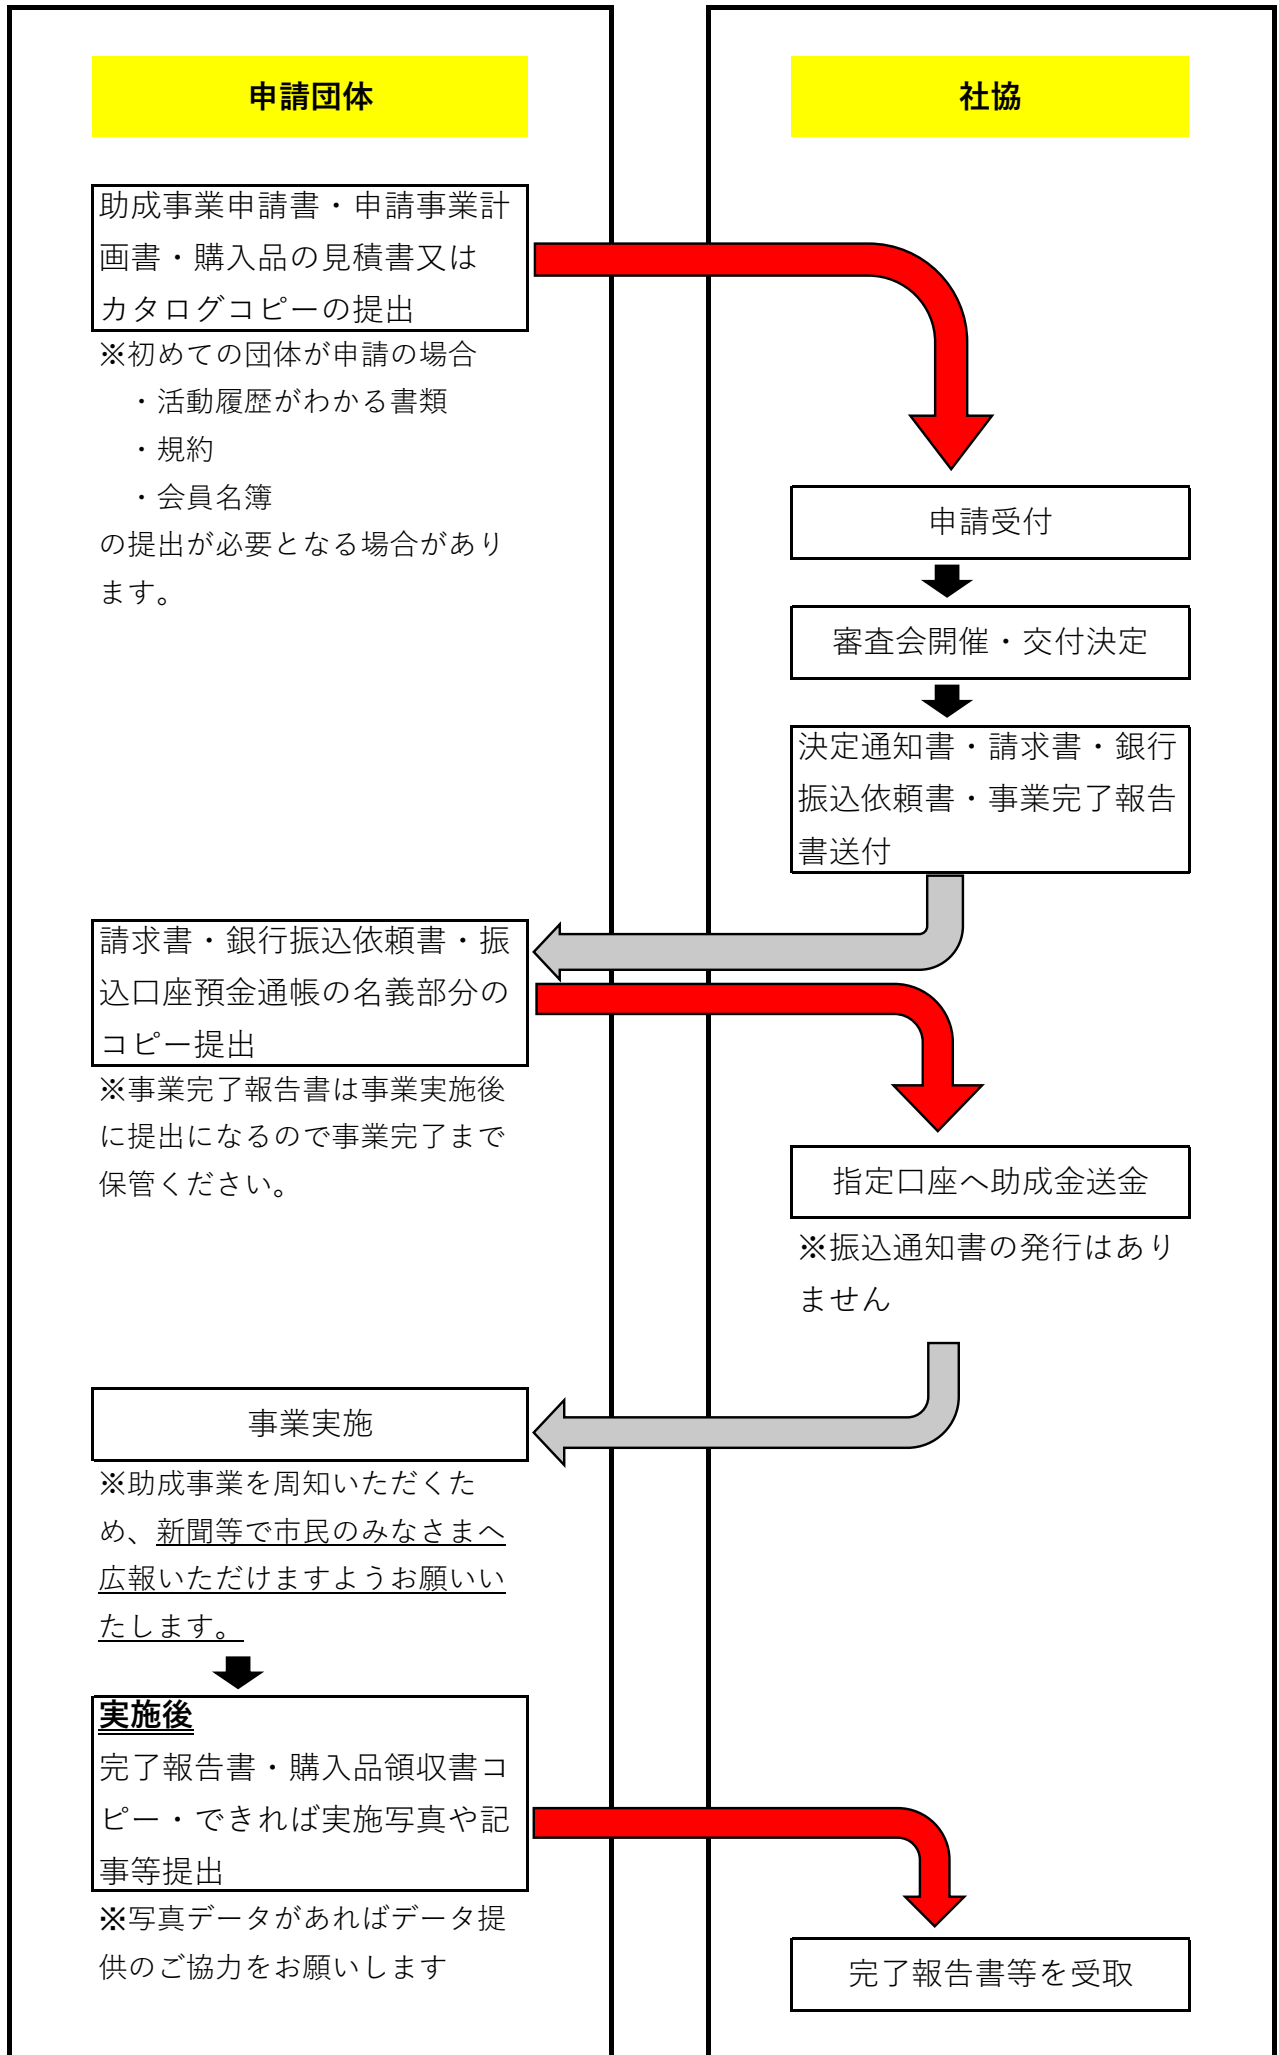 申請団体
社協
助成事業申請書・申請事業計
画書・購入品の見積書又は
カタログコピーの提出
※初めての団体が申請の場合
・活動履歴がわかる書類
・規約
・会員名簿
の提出が必要となる場合があり
ます。
申請受付
審査会開催・交付決定
決定通知書・請求書・銀行
振込依頼書・事業完了報告
書送付
請求書・銀行振込依頼書・振
込口座預金通帳の名義部分の
コピー提出
※事業完了報告書は事業実施後
に提出になるので事業完了まで
保管ください。
指定口座へ助成金送金
※振込通知書の発行はあり
ません
事業実施
※助成事業を周知いただくた
め、新聞等で市民のみなさまへ
広報いただけますようお願いい
たします。
実施後
完了報告書・購入品領収書コ
ピー・できれば実施写真や記
事等提出
※写真データがあればデータ提
供のご協力をお願いします
完了報告書等を受取